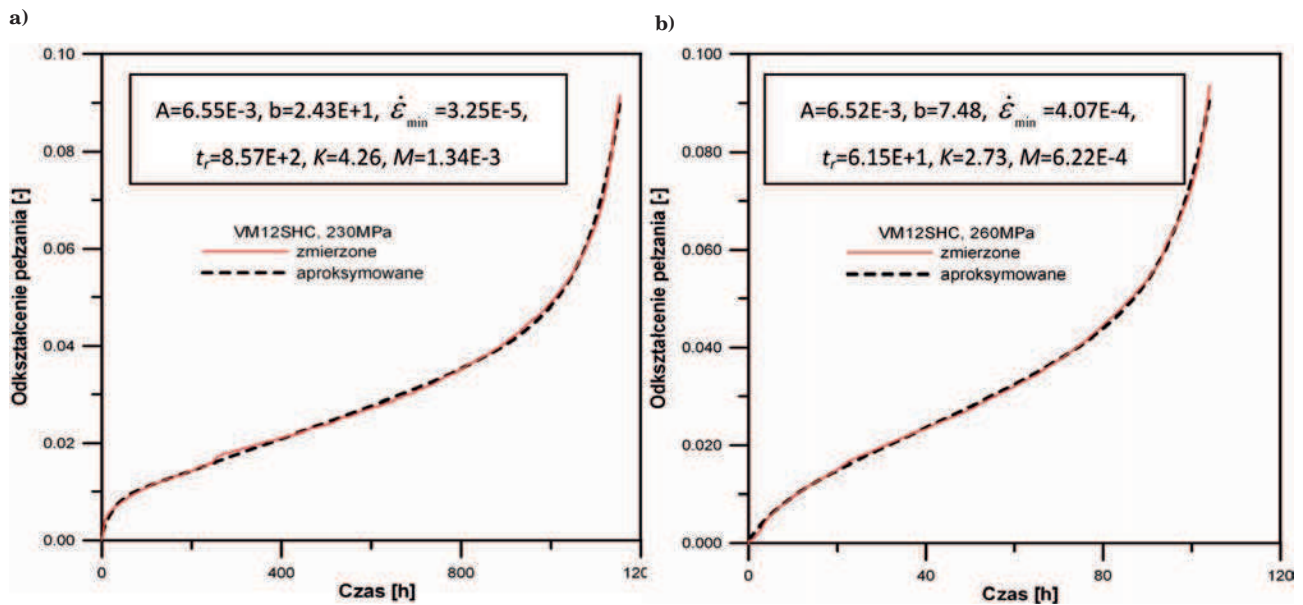 a)
0.10
0.080
0.060
0.040
0.02
0.00
Odkształcenie pełzania [-]
A=6.55E-3, b=2.43E+1, ε̇min =3.25E-5,
tr=8.57E+2, K=4.26, M=1.34E-3
VM12SHC, 230MPa
zmierzone
aproksymowane
0
400
800
120
Czas [h]
b)
0.10
0.080
0.060
0.040
0.020
0.000
Odkształcenie pełzania [-]
A=6.52E-3, b=7.48, ε̇min =4.07E-4,
tr=6.15E+1, K=2.73, M=6.22E-4
VM12SHC, 260MPa
zmierzone
aproksymowane
0
40
80
120
Czas [h]